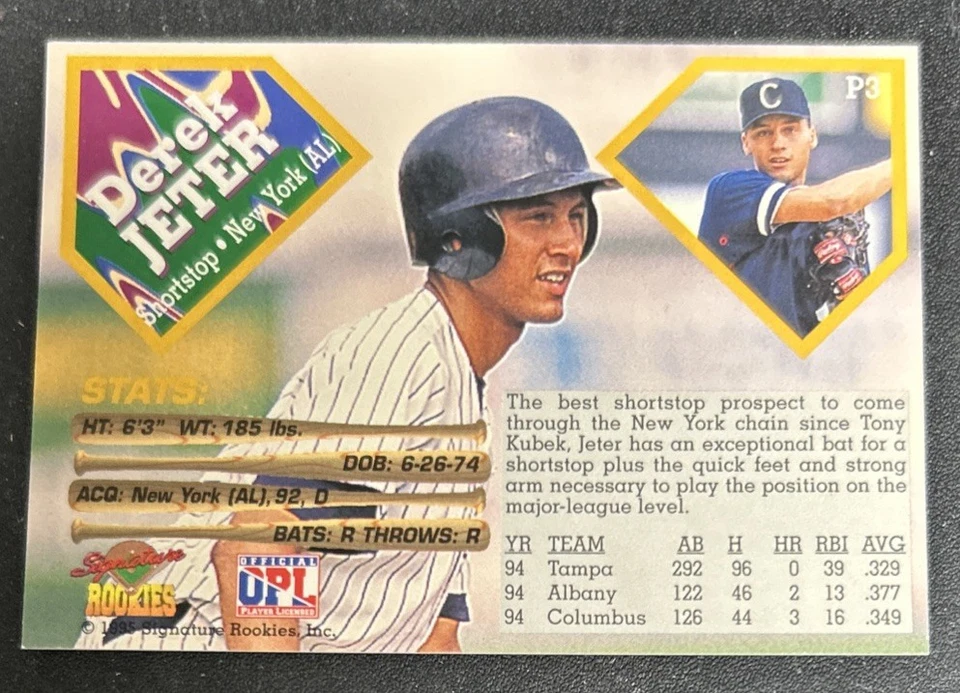 Derek
JETER
Shortstop • New York (AL)
C
P3
STATS:
HT: 6'3" WT: 185 lbs.
DOB: 6-26-74
ACQ: New York (AL), 92, D
BATS: R THROWS: R
Signature
ROOKIES
OFFICIAL
OPL
PLAYER LICENSED
© 1995 Signature Rookies, Inc.
The best shortstop prospect to come
through the New York chain since Tony
Kubek, Jeter has an exceptional bat for a
shortstop plus the quick feet and strong
arm necessary to play the position on the
major-league level.
YR TEAM AB H HR RBI AVG
94 Tampa 292 96 0 39 .329
94 Albany 122 46 2 13 .377
94 Columbus 126 44 3 16 .349